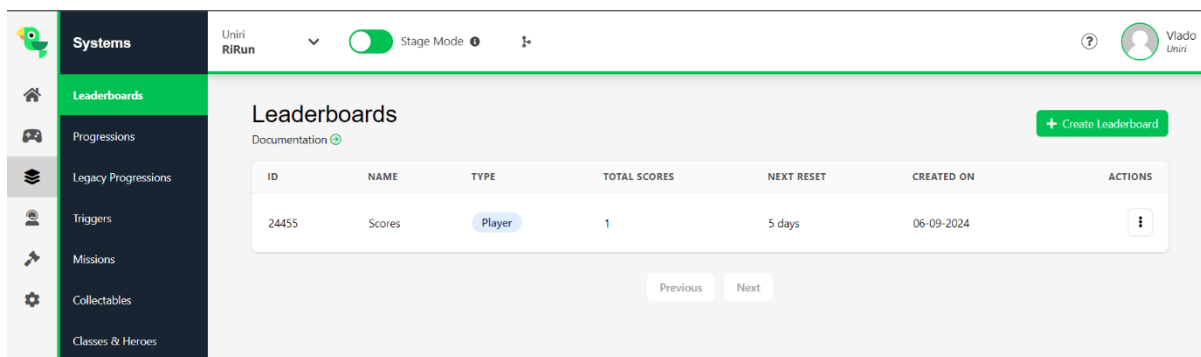 Systems
Uniri
RiRun
Stage Mode
Vlado
Uniri
Leaderboards
Progressions
Legacy Progressions
Triggers
Missions
Collectables
Classes & Heroes
Leaderboards
Documentation
+ Create Leaderboard
ID NAME TYPE TOTAL SCORES NEXT RESET CREATED ON ACTIONS
24455 Scores Player 1 5 days 06-09-2024
Previous Next